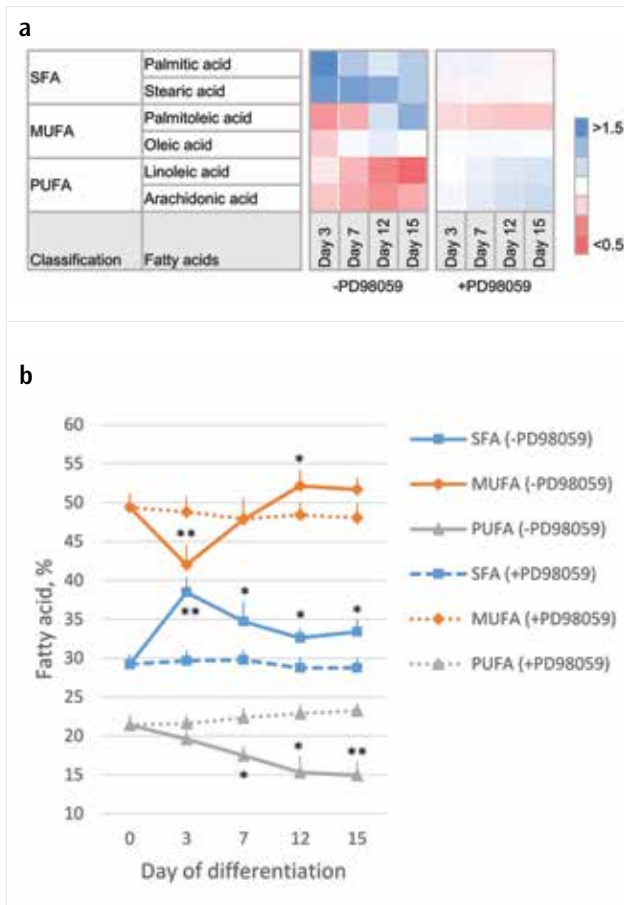 a
SFA
Palmitic acid
Stearic acid
MUFA
Palmitoleic acid
Oleic acid
PUFA
Linoleic acid
Arachidonic acid
Classification
Fatty acids
Day 3
Day 7
Day 12
Day 15
Day 3
Day 7
Day 12
Day 15
-PD98059
+PD98059
>1.5
<0.5
b
Fatty acid, %
60
55
50
45
40
35
30
25
20
15
10
*
**
**
*
*
*
*
*
**
0 3 7 12 15
Day of differentiation
SFA (-PD98059)
MUFA (-PD98059)
PUFA (-PD98059)
SFA (+PD98059)
MUFA (+PD98059)
PUFA (+PD98059)